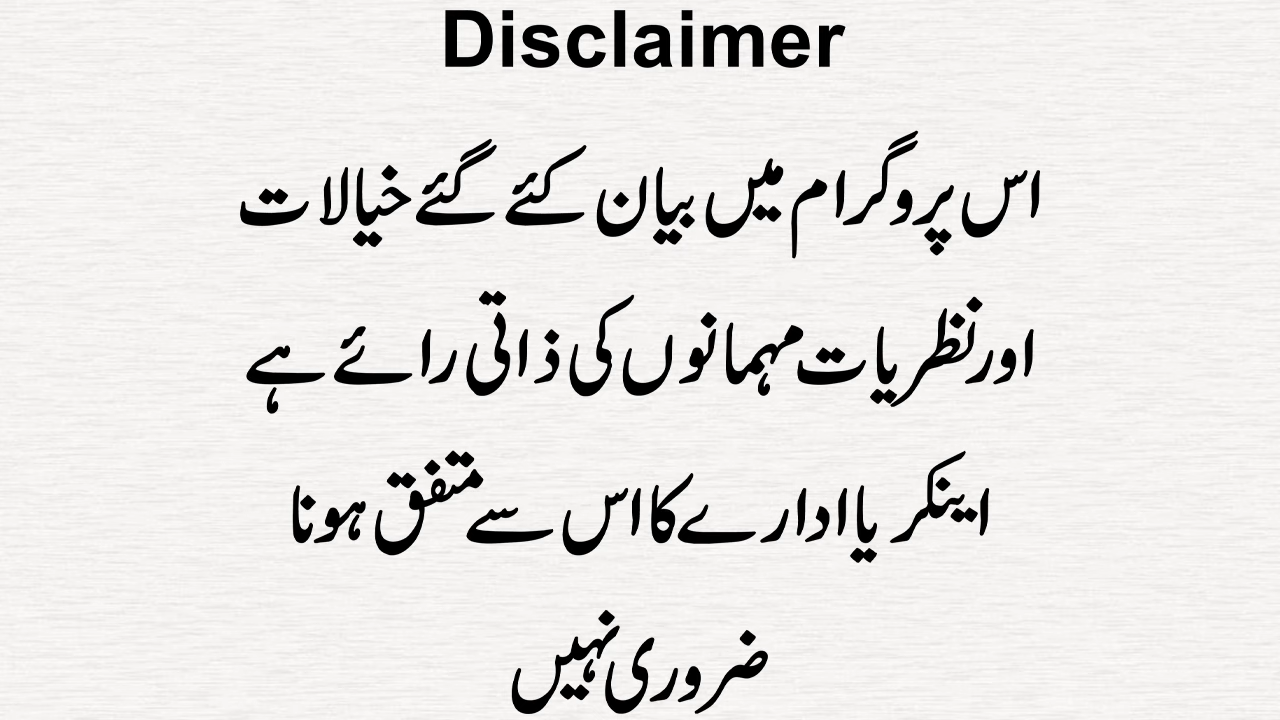 Disclaimer
اس پروگرام میں بیان کئے گئے خیالات
اور نظریات مہمانوں کی ذاتی رائے ہے
اینکر یا ادارے کا اس سے متفق ہونا
ضروری نہیں